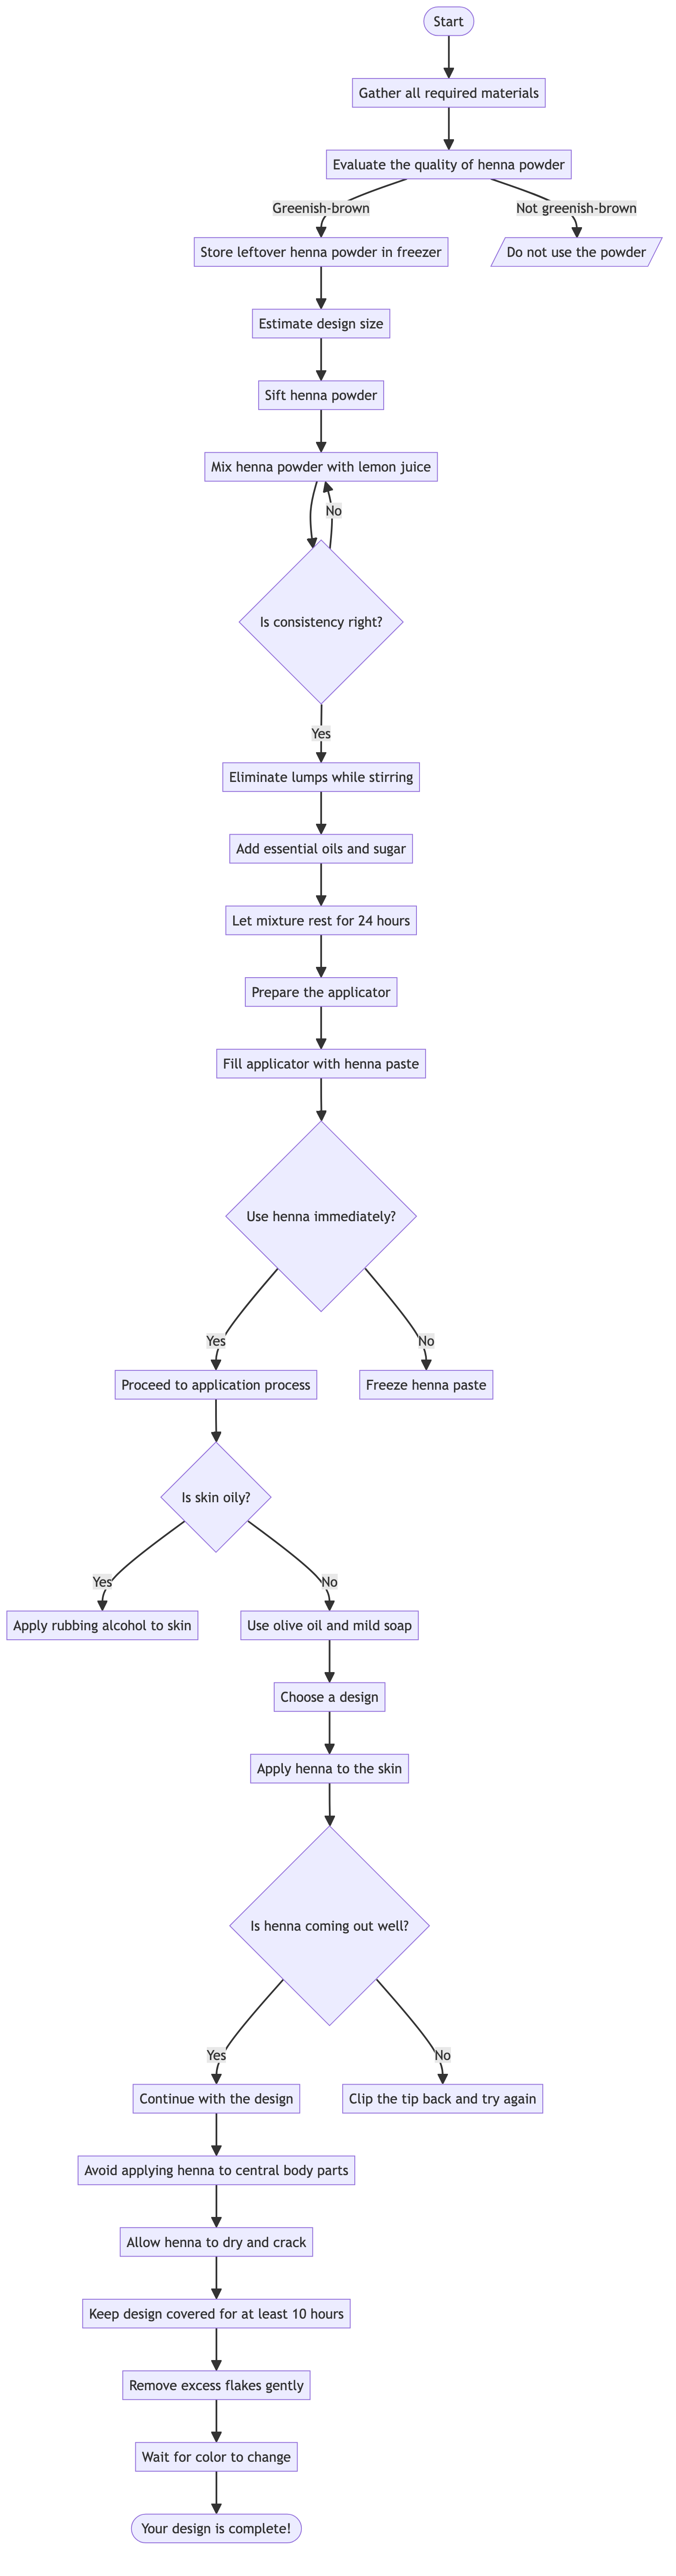 Start
Gather all required materials
Evaluate the quality of henna powder
Greenish-brown
Not greenish-brown
Store leftover henna powder in freezer
Do not use the powder
Estimate design size
Sift henna powder
Mix henna powder with lemon juice
No
Is consistency right?
Yes
Eliminate lumps while stirring
Add essential oils and sugar
Let mixture rest for 24 hours
Prepare the applicator
Fill applicator with henna paste
Use henna immediately?
Yes
No
Proceed to application process
Freeze henna paste
Is skin oily?
Yes
No
Apply rubbing alcohol to skin
Use olive oil and mild soap
Choose a design
Apply henna to the skin
Is henna coming out well?
Yes
No
Continue with the design
Clip the tip back and try again
Avoid applying henna to central body parts
Allow henna to dry and crack
Keep design covered for at least 10 hours
Remove excess flakes gently
Wait for color to change
Your design is complete!